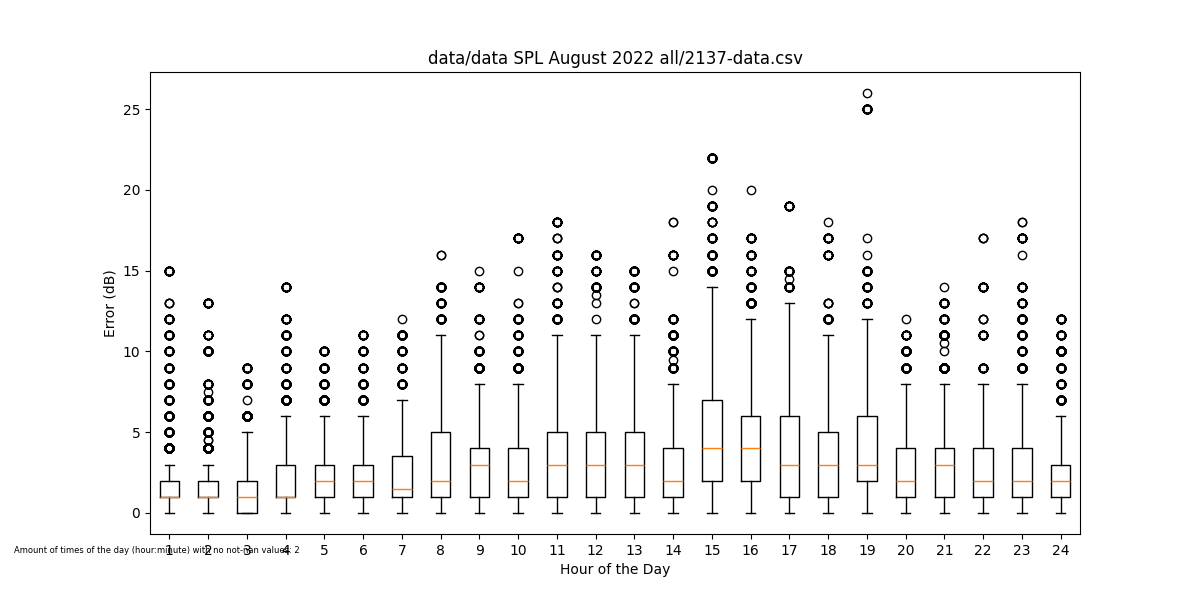 data/data SPL August 2022 all/2137-data.csv
Error (dB)
25
20
15
10
5
0
1 2 3 4 5 6 7 8 9 10 11 12 13 14 15 16 17 18 19 20 21 22 23 24
Amount of times of the day (hour:minute) with no not-nan values: 2
Hour of the Day